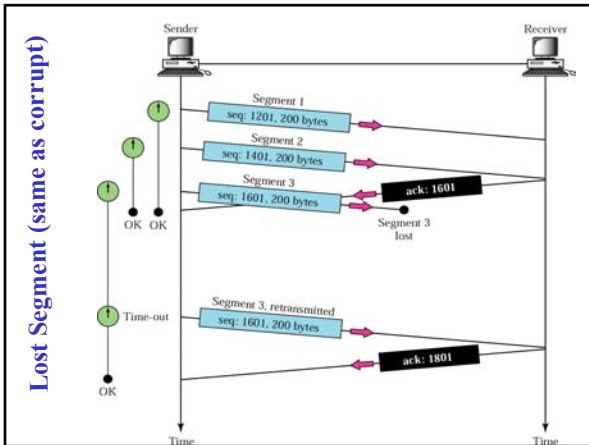 Lost Segment (same as corrupt)
Sender
Receiver
Segment 1
seq: 1201, 200 bytes
Segment 2
seq: 1401, 200 bytes
Segment 3
ack: 1601
seq: 1601, 200 bytes
OK
OK
Segment 3
lost
Segment 3, retransmitted
Time-out
seq: 1601, 200 bytes
ack: 1801
OK
Time
Time